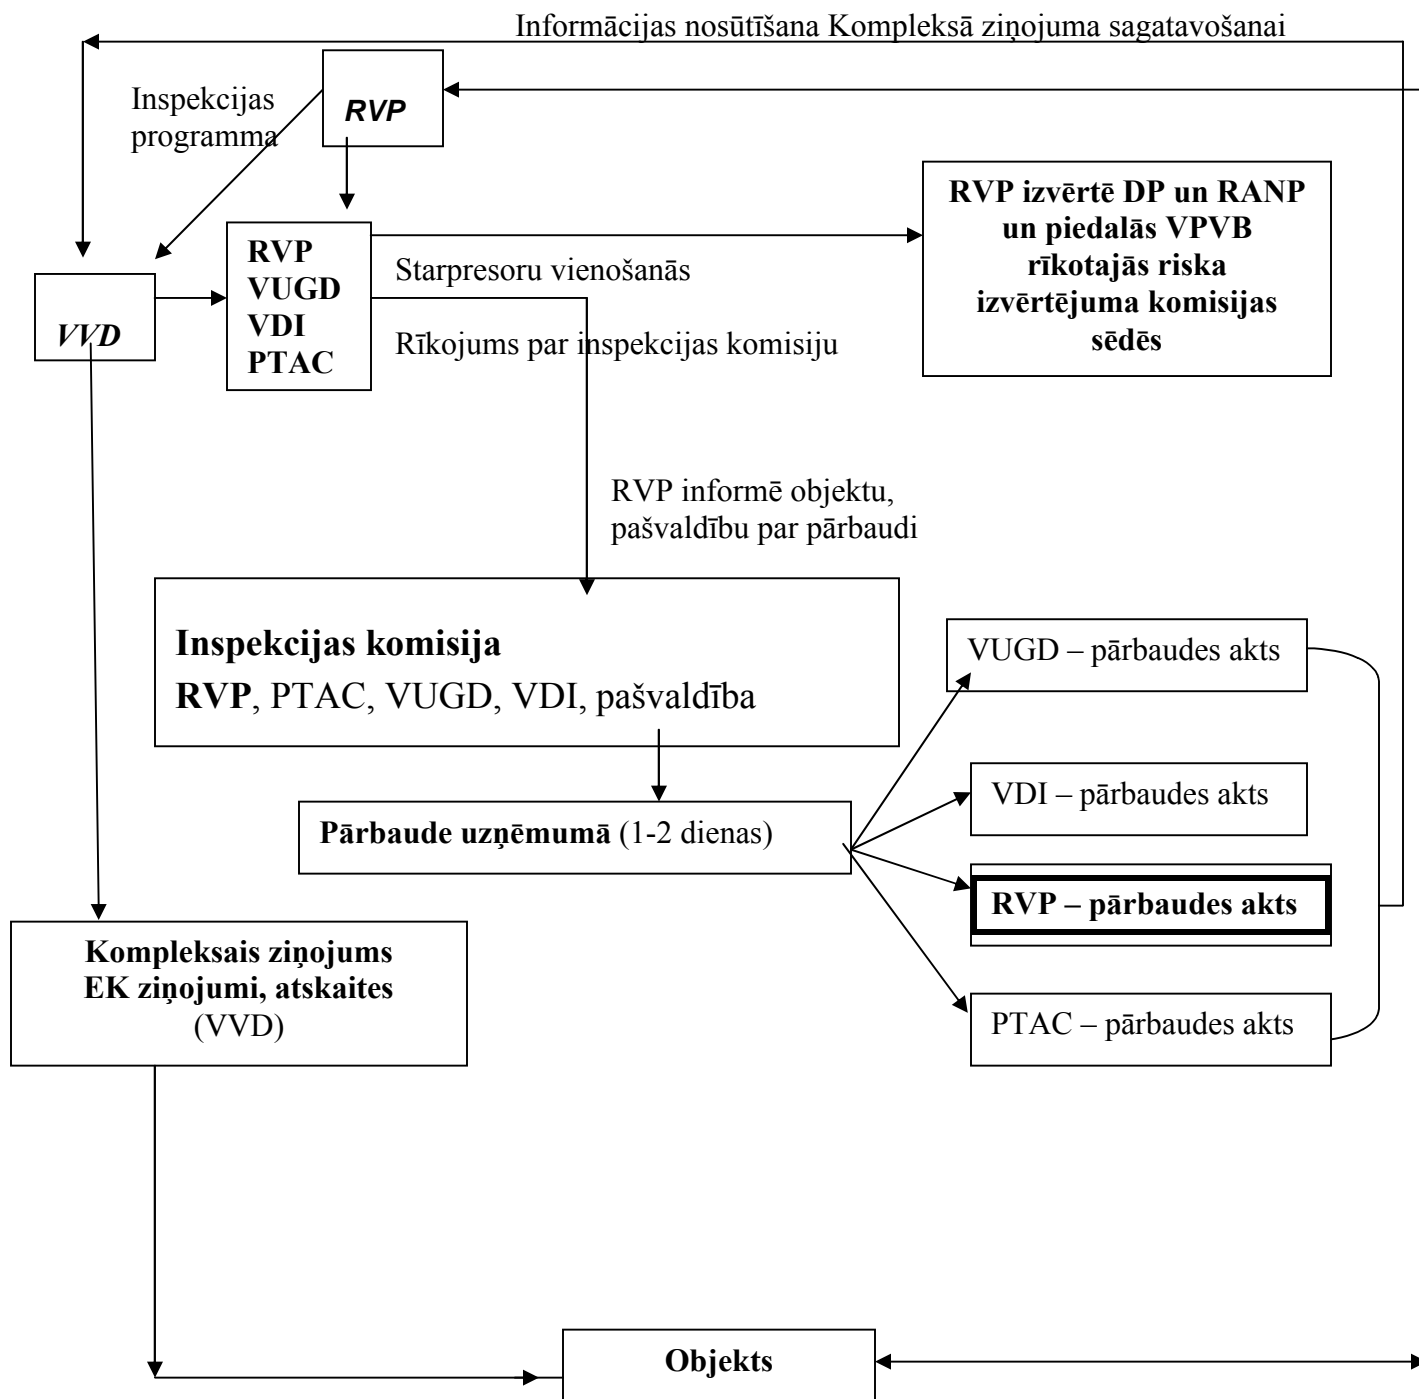 Informācijas nosūtīšana Kompleksā ziņojuma sagatavošanai
Inspekcijas
programma
RVP
RVP izvērtē DP un RANP
un piedalās VPVB
rīkotajās riska
izvērtējuma komisijas
sēdēs
RVP
VUGD
VDI
PTAC
Starpresoru vienošanās
VVD
Rīkojums par inspekcijas komisiju
RVP informē objektu,
pašvaldību par pārbaudi
Inspekcijas komisija
RVP, PTAC, VUGD, VDI, pašvaldība
VUGD – pārbaudes akts
VDI – pārbaudes akts
Pārbaude uzņēmumā (1-2 dienas)
RVP – pārbaudes akts
Kompleksais ziņojums
EK ziņojumi, atskaites
(VVD)
PTAC – pārbaudes akts
Objekts